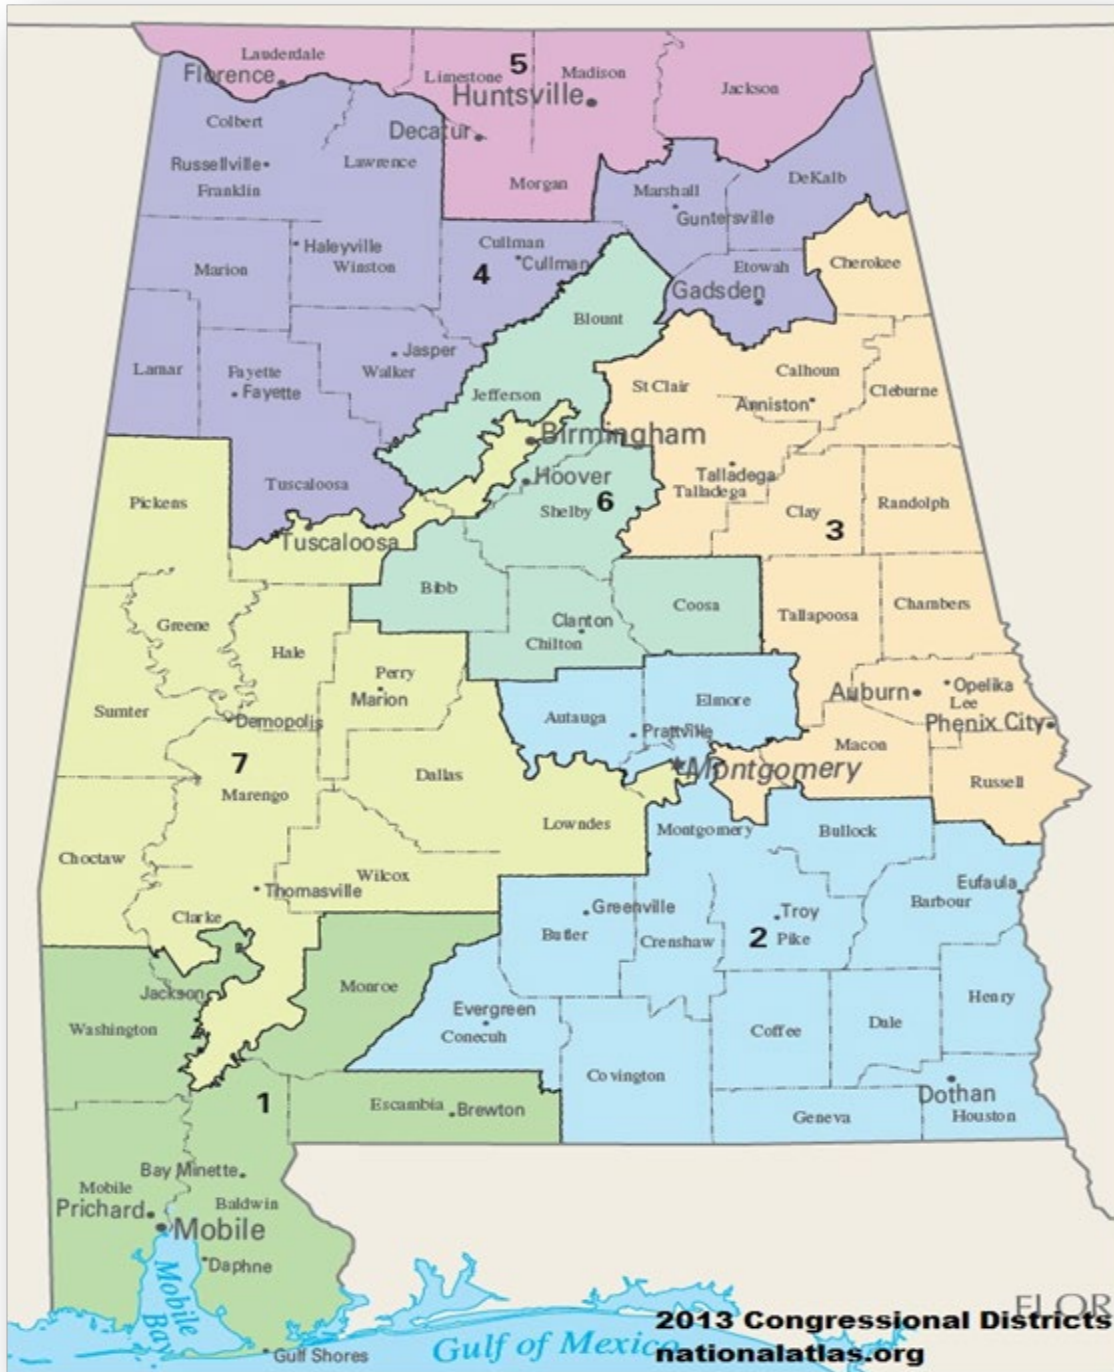 Lauderdale
5
Florence
Limestone
Madison
Huntsville
Jackson
Colbert
Decatur
Lawrence
Russellville
Franklin
Morgan
Marshall
DeKalb
Guntersville
Haleyville
Cullman
Cullman
Marion
Winston
4
Etowah
Cherokee
Gadsden
Blount
Jasper
Lamar
Fayette
Walker
Fayette
Jefferson
St Clair
Calhoun
Cleburne
Anniston
Birmingham
Hoover
Talladega
Talladega
Tuscaloosa
Pickens
6
Shelby
Clay
3
Randolph
Tuscaloosa
Bibb
Coosa
Tallapoosa
Chambers
Greene
Clanton
Chilton
Hale
Perry
Marion
Auburn
Opelika
Lee
Phenix City
Sumter
Demopolis
Autauga
Elmore
Prattville
Macon
7
Marengo
Dallas
Montgomery
Russell
Lowndes
Montgomery
Bullock
Choctaw
Wilcox
Thomasville
Eufaula
Barbour
Clarke
Greenville
Butler
Crenshaw
Troy
2
Pike
Jackson
Monroe
Henry
Washington
Evergreen
Conecuh
Coffee
Dale
Covington
Dothan
Houston
Geneva
1
Escambia
Brewton
Bay Minette
Mobile
Baldwin
Prichard
Mobile
Daphne
Mobile
Bay
FLOR
2013 Congressional Districts
Gulf of Mexico
nationalatlas.org
Gulf Shores